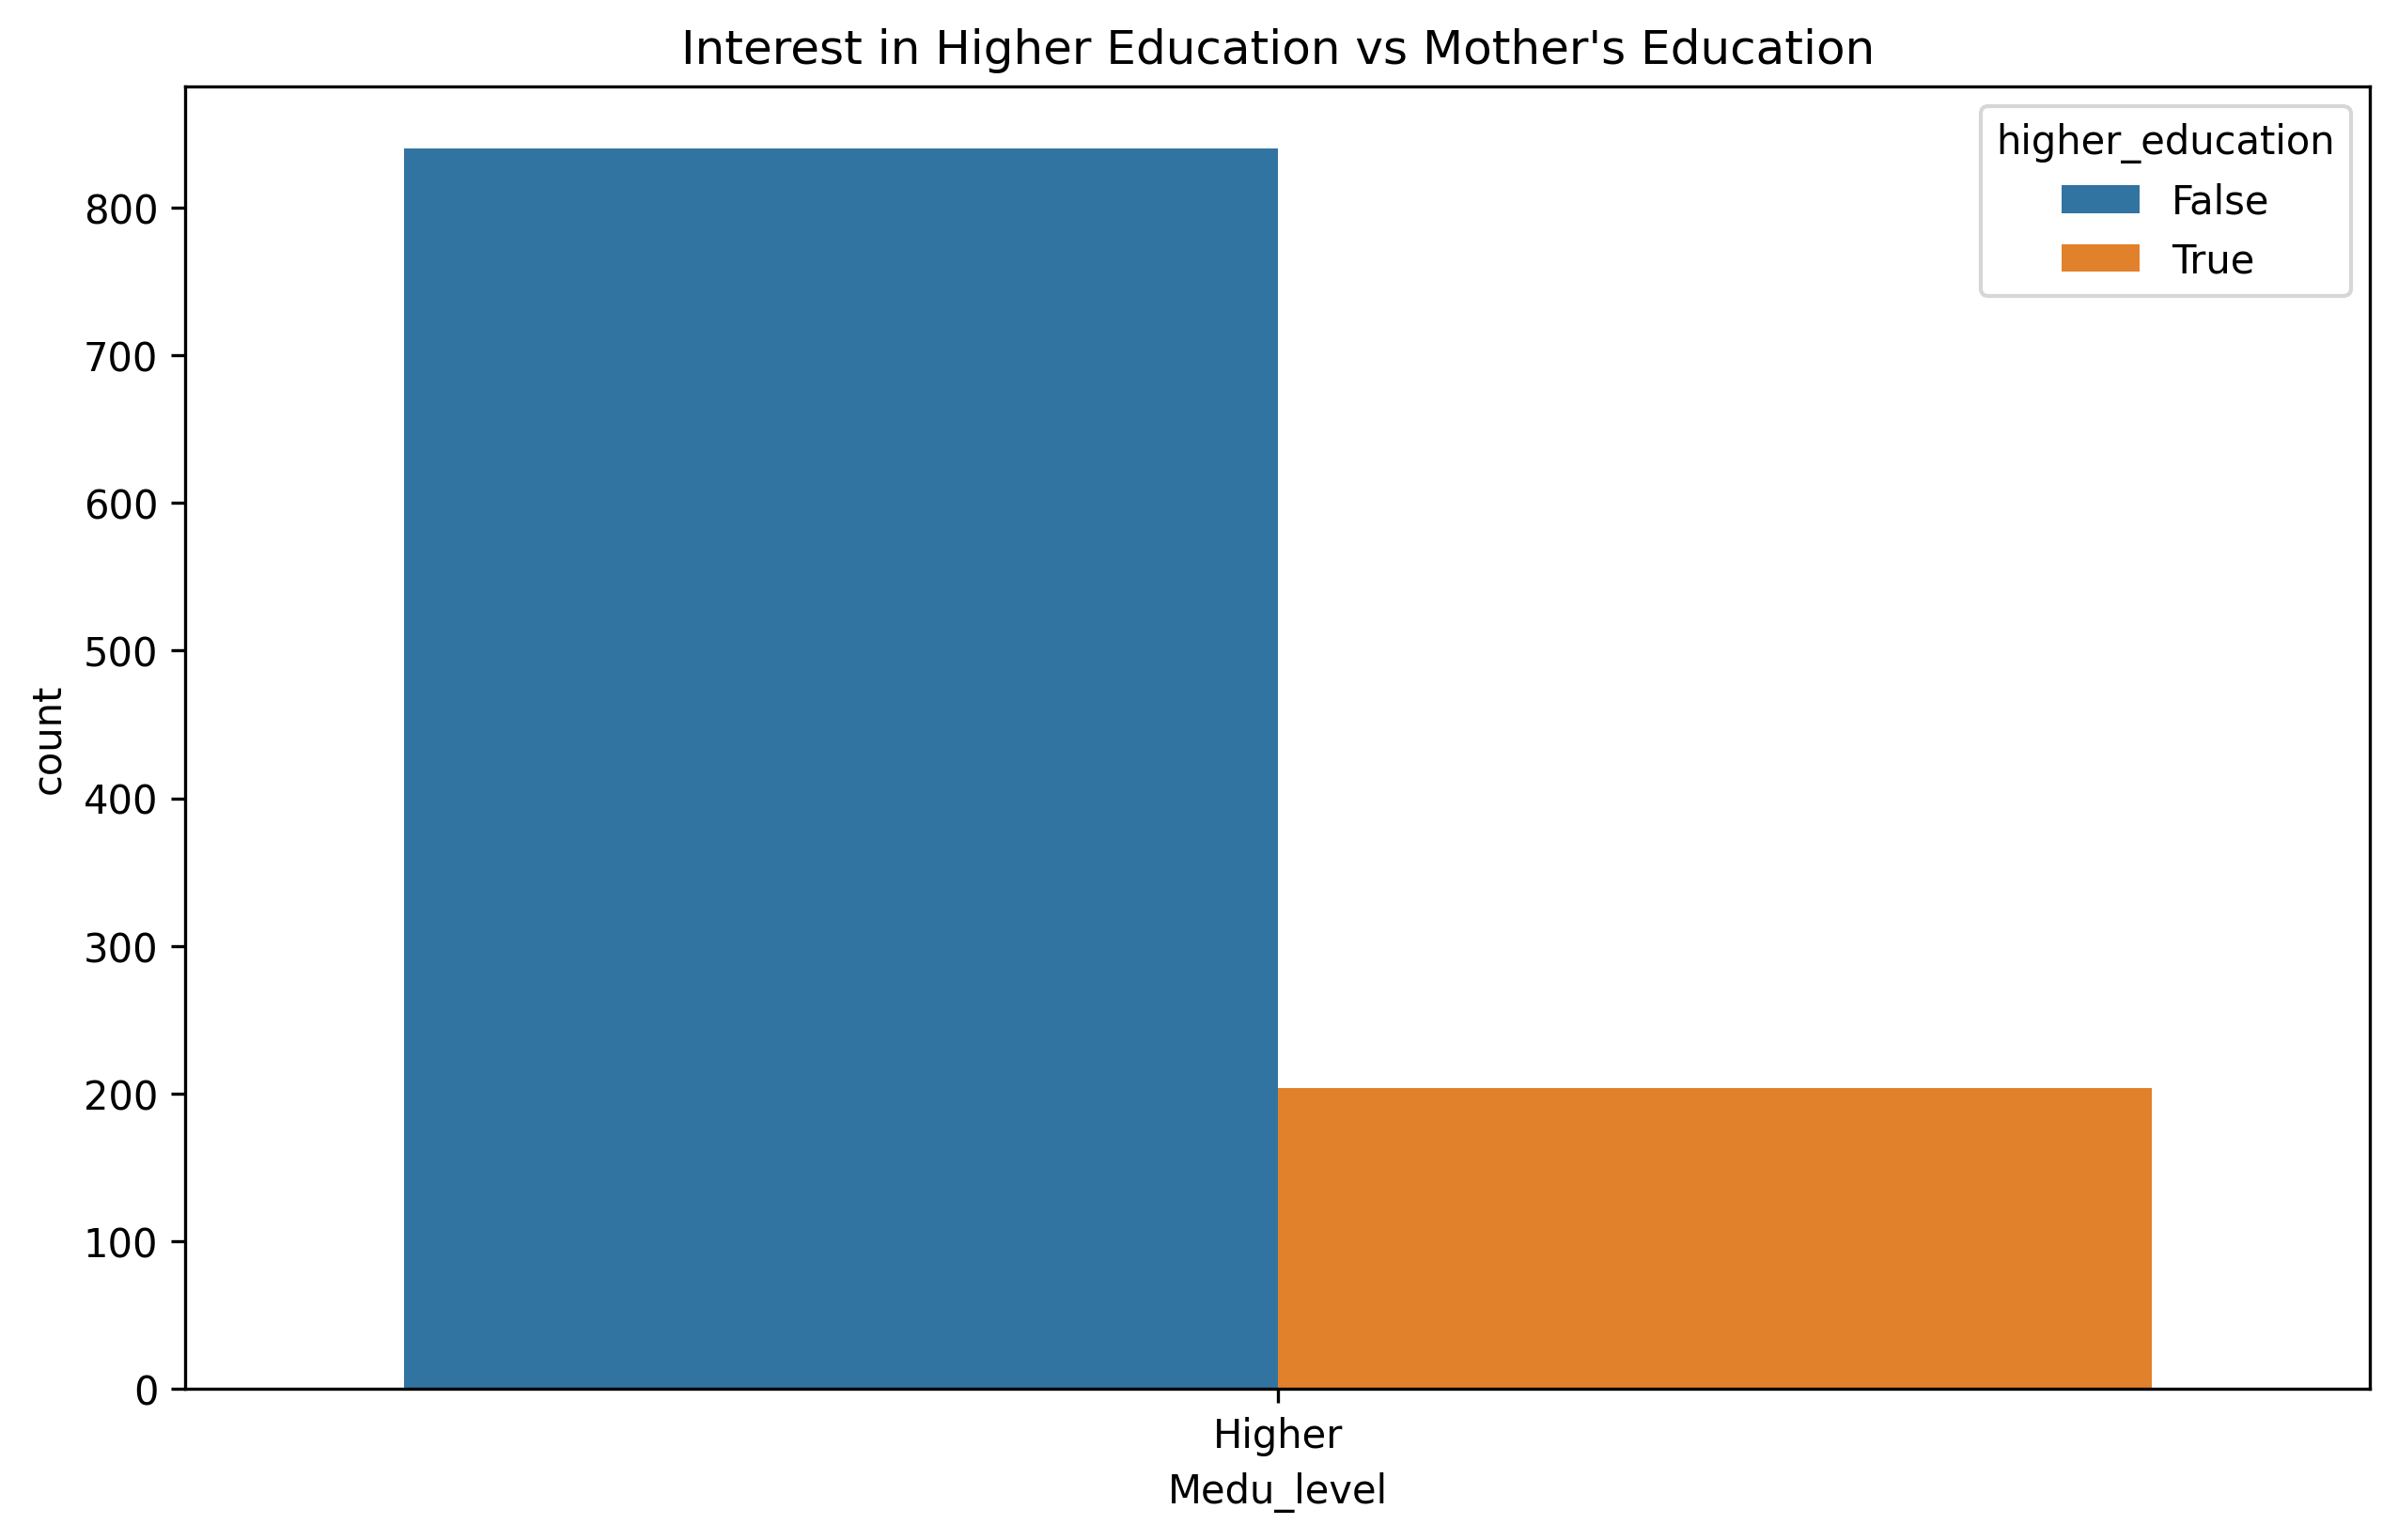 Interest in Higher Education vs Mother's Education
higher_education
False
True
800
700
600
500
400
300
200
100
0
count
Higher
Medu_level